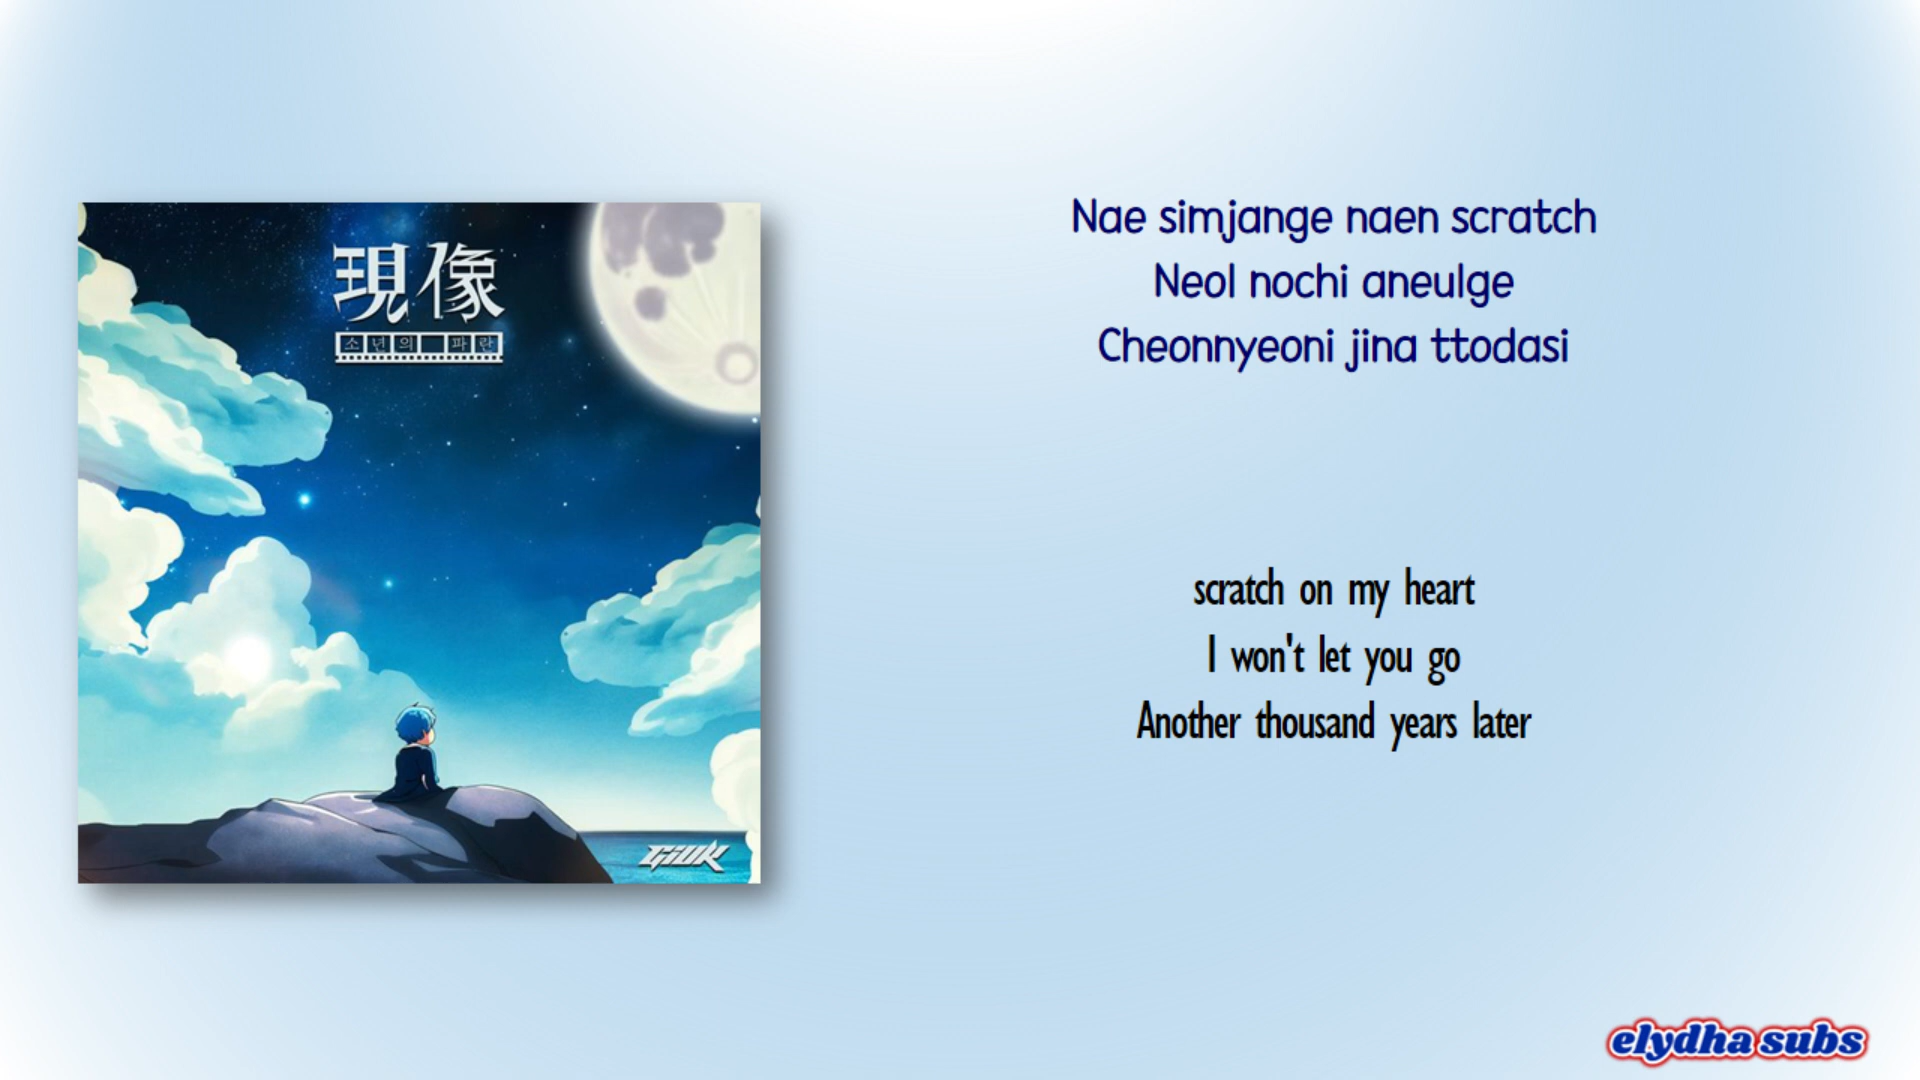 現像
소년의 파란
GIUK
Nae simjange naen scratch
Neol nochi aneulge
Cheonnyeoni jina ttodasi
scratch on my heart
I won't let you go
Another thousand years later
elydha subs